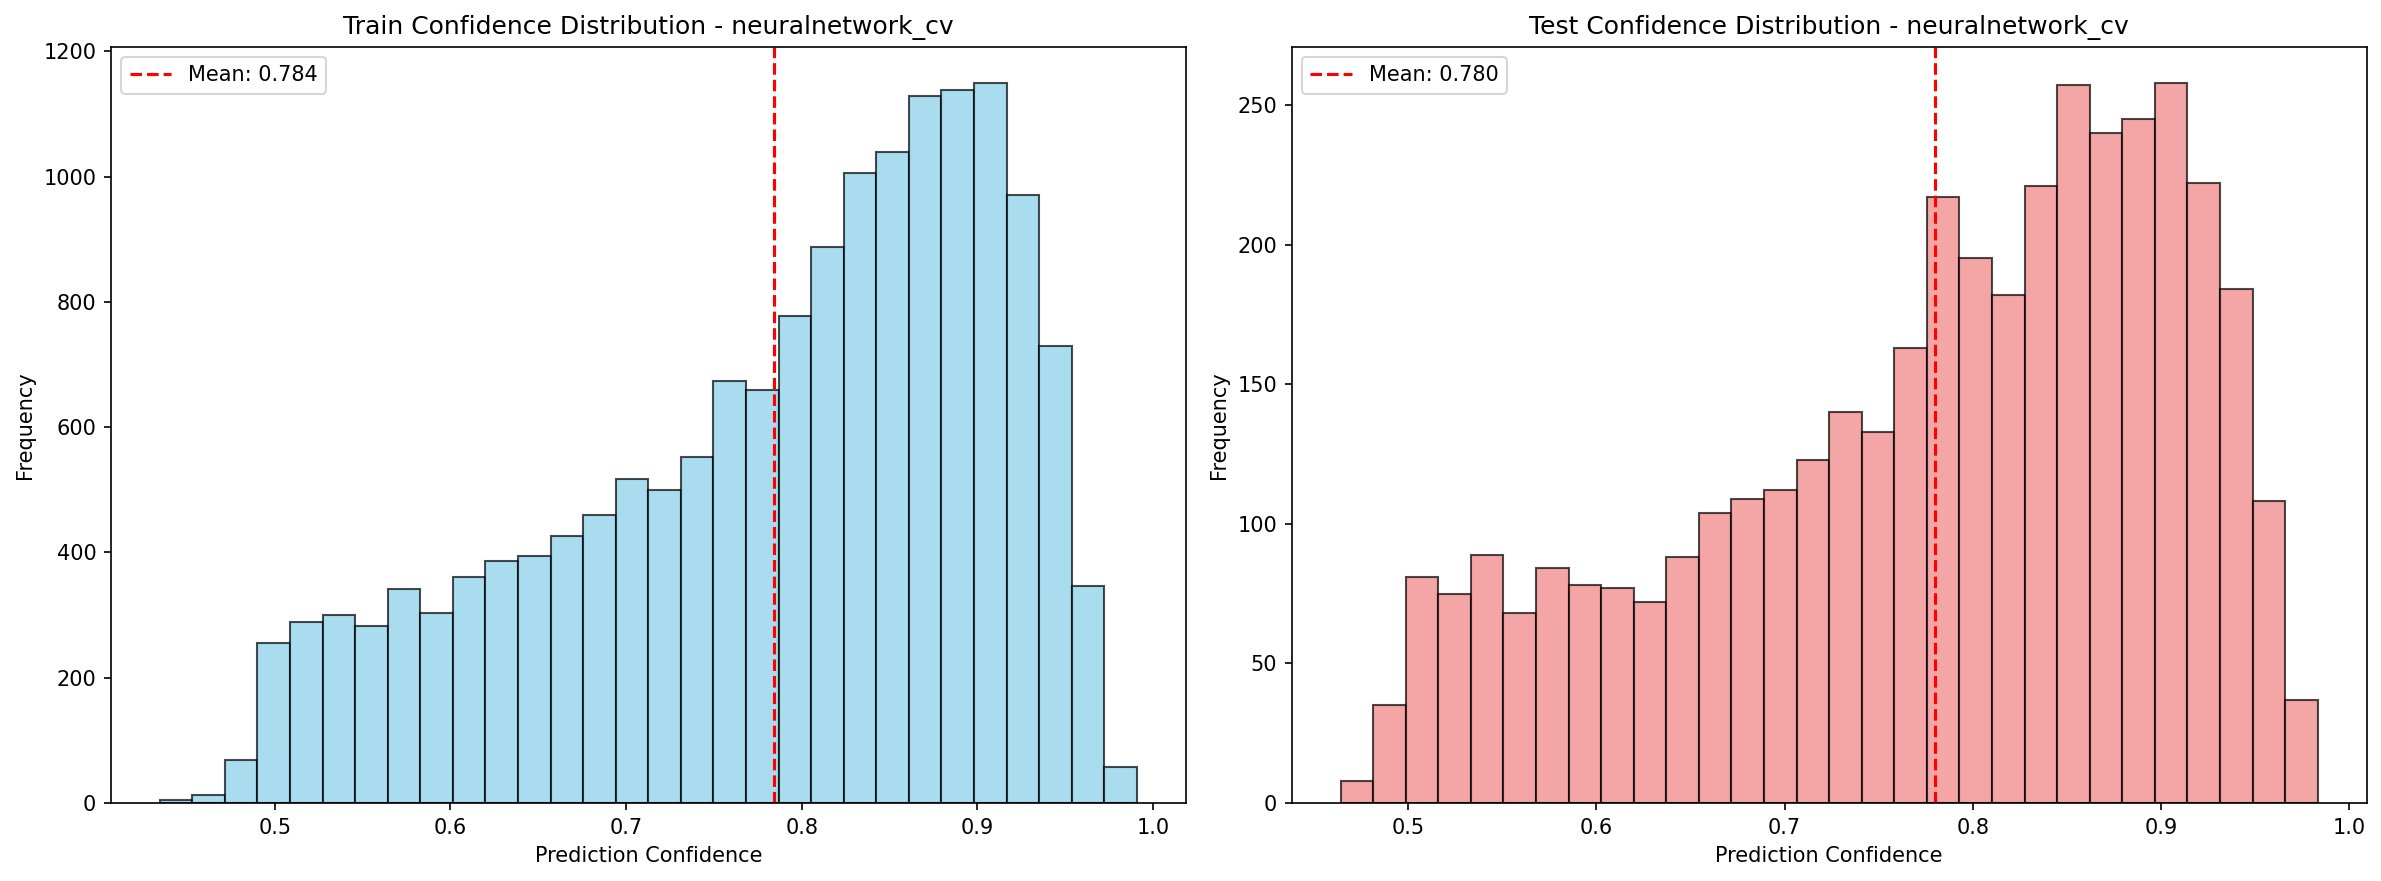 Train Confidence Distribution - neuralnetwork_cv
Mean: 0.784
1200
1000
800
600
400
200
0
Frequency
0.5 0.6 0.7 0.8 0.9 1.0
Prediction Confidence
Test Confidence Distribution - neuralnetwork_cv
Mean: 0.780
250
200
150
100
50
0
Frequency
0.5 0.6 0.7 0.8 0.9 1.0
Prediction Confidence